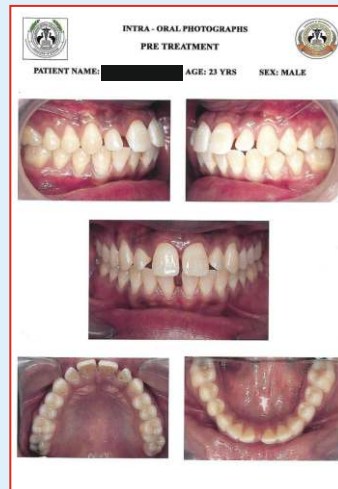 INTRA - ORAL PHOTOGRAPHS
PRE TREATMENT
PATIENT NAME: AGE: 23 YRS SEX: MALE